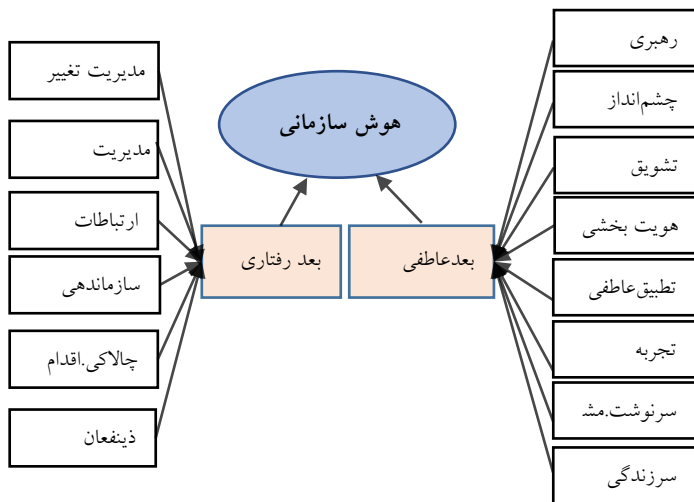 هوش سازمانی
رهبری
چشم‌انداز
تشویق
هویت بخشی
تطبیق‌عاطفی
تجربه
سرنوشت.مشـ
سرزندگی
بعدعاطفی
بعد رفتاری
مدیریت تغییر
مدیریت
ارتباطات
سازماندهی
چالاکی.اقدام
ذینفعان